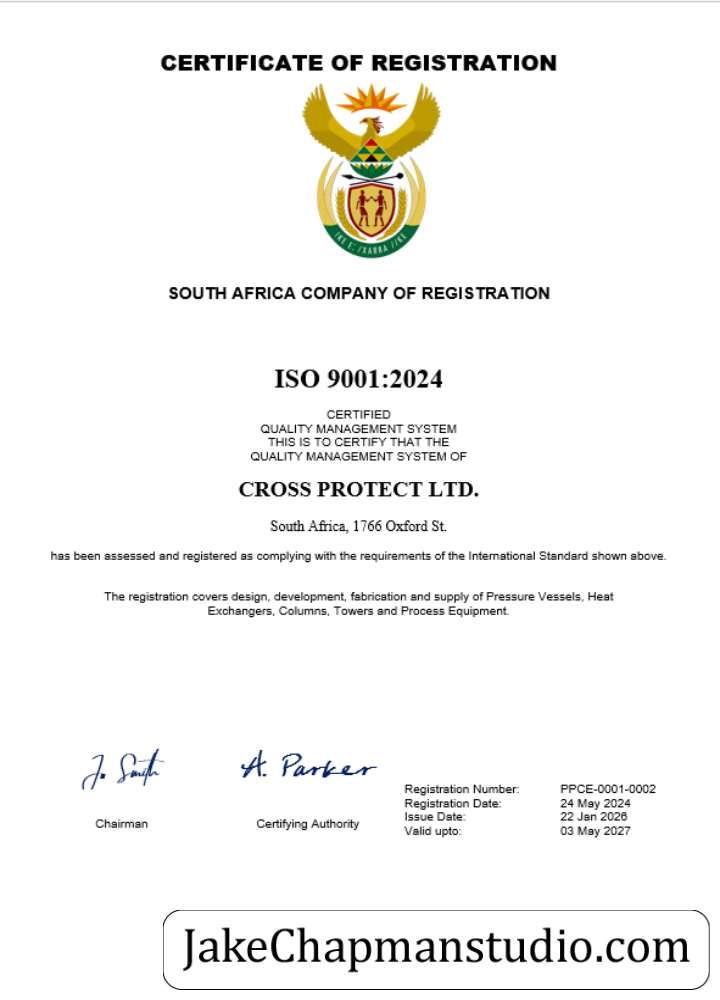 CERTIFICATE OF REGISTRATION
!KE E: /XARRA //KE
SOUTH AFRICA COMPANY OF REGISTRATION
ISO 9001:2024
CERTIFIED
QUALITY MANAGEMENT SYSTEM
THIS IS TO CERTIFY THAT THE
QUALITY MANAGEMENT SYSTEM OF
CROSS PROTECT LTD.
South Africa, 1766 Oxford St.
has been assessed and registered as complying with the requirements of the International Standard shown above.
The registration covers design, development, fabrication and supply of Pressure Vessels, Heat
Exchangers, Columns, Towers and Process Equipment.
Jo Smith
A. Parker
Chairman
Certifying Authority
Registration Number: PPCE-0001-0002
Registration Date: 24 May 2024
Issue Date: 22 Jan 2026
Valid upto: 03 May 2027
JakeChapmanstudio.com